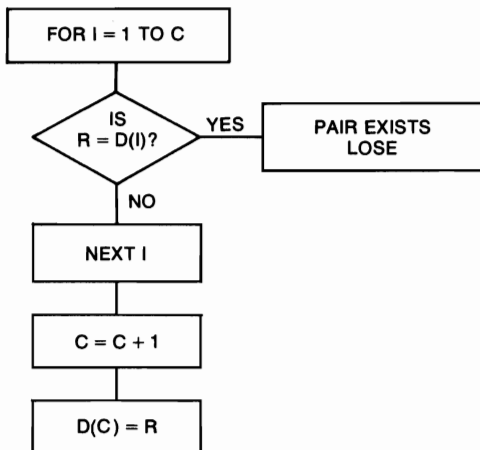 FOR I = 1 TO C
IS
R = D(I)?
YES
PAIR EXISTS
LOSE
NO
NEXT I
C = C + 1
D(C) = R